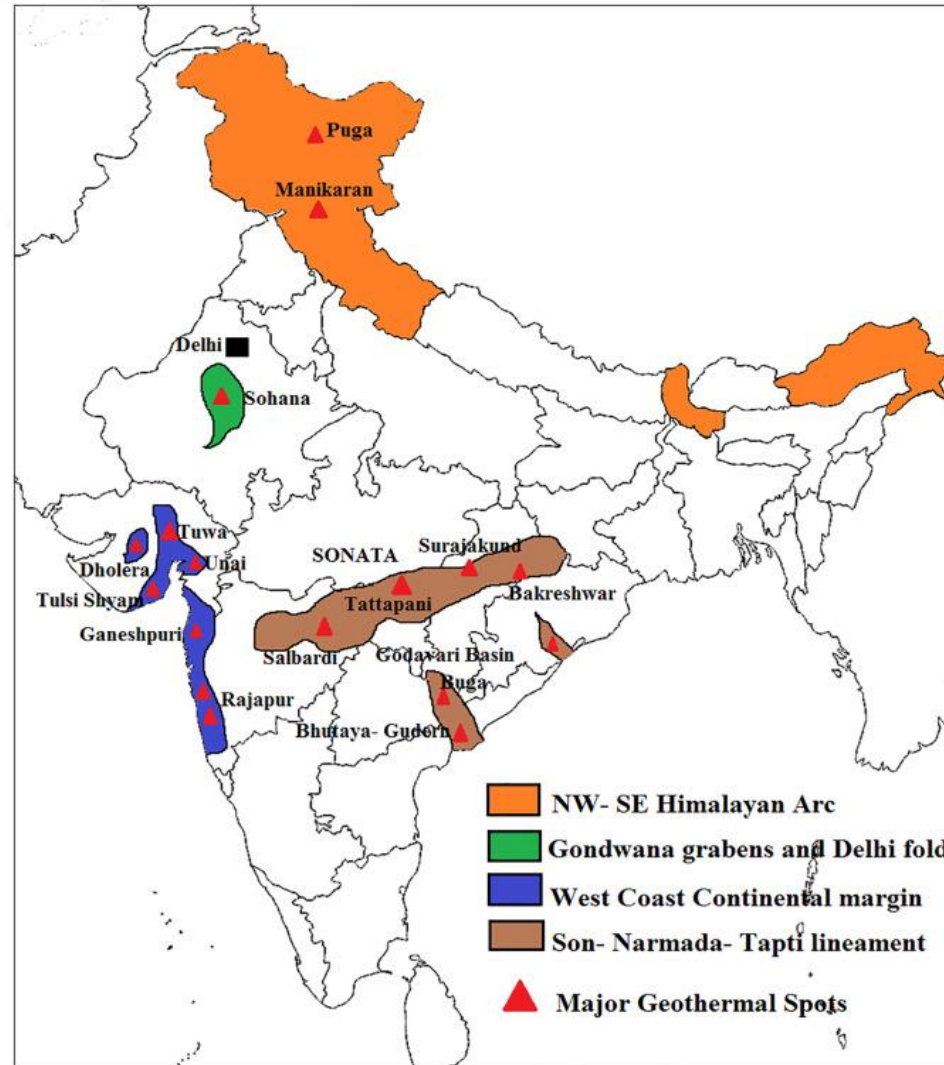 Puga
Manikaran
Delhi
Sohana
Tuwa
Dholera
Unai
Tulsi Shyam
SONATA
Surajakund
Tattapani
Bakreshwar
Ganeshpuri
Salbardi
Godavari Basin
Buga
Rajapur
Bhutaya- Gudern
NW- SE Himalayan Arc
Gondwana grabens and Delhi fold
West Coast Continental margin
Son- Narmada- Tapti lineament
Major Geothermal Spots